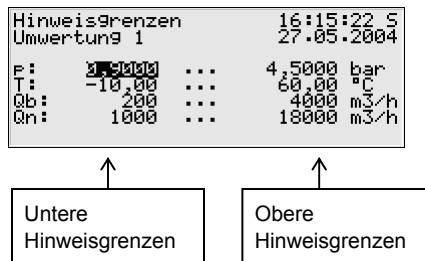 Hinweisgrenzen 16:15:22 S
Umwertung 1 27.05.2004
p: 0,9000 ... 4,5000 bar
T: -10,00 ... 60,00 °C
Qb: 200 ... 4000 m3/h
Qn: 1000 ... 18000 m3/h
Untere
Hinweisgrenzen
Obere
Hinweisgrenzen